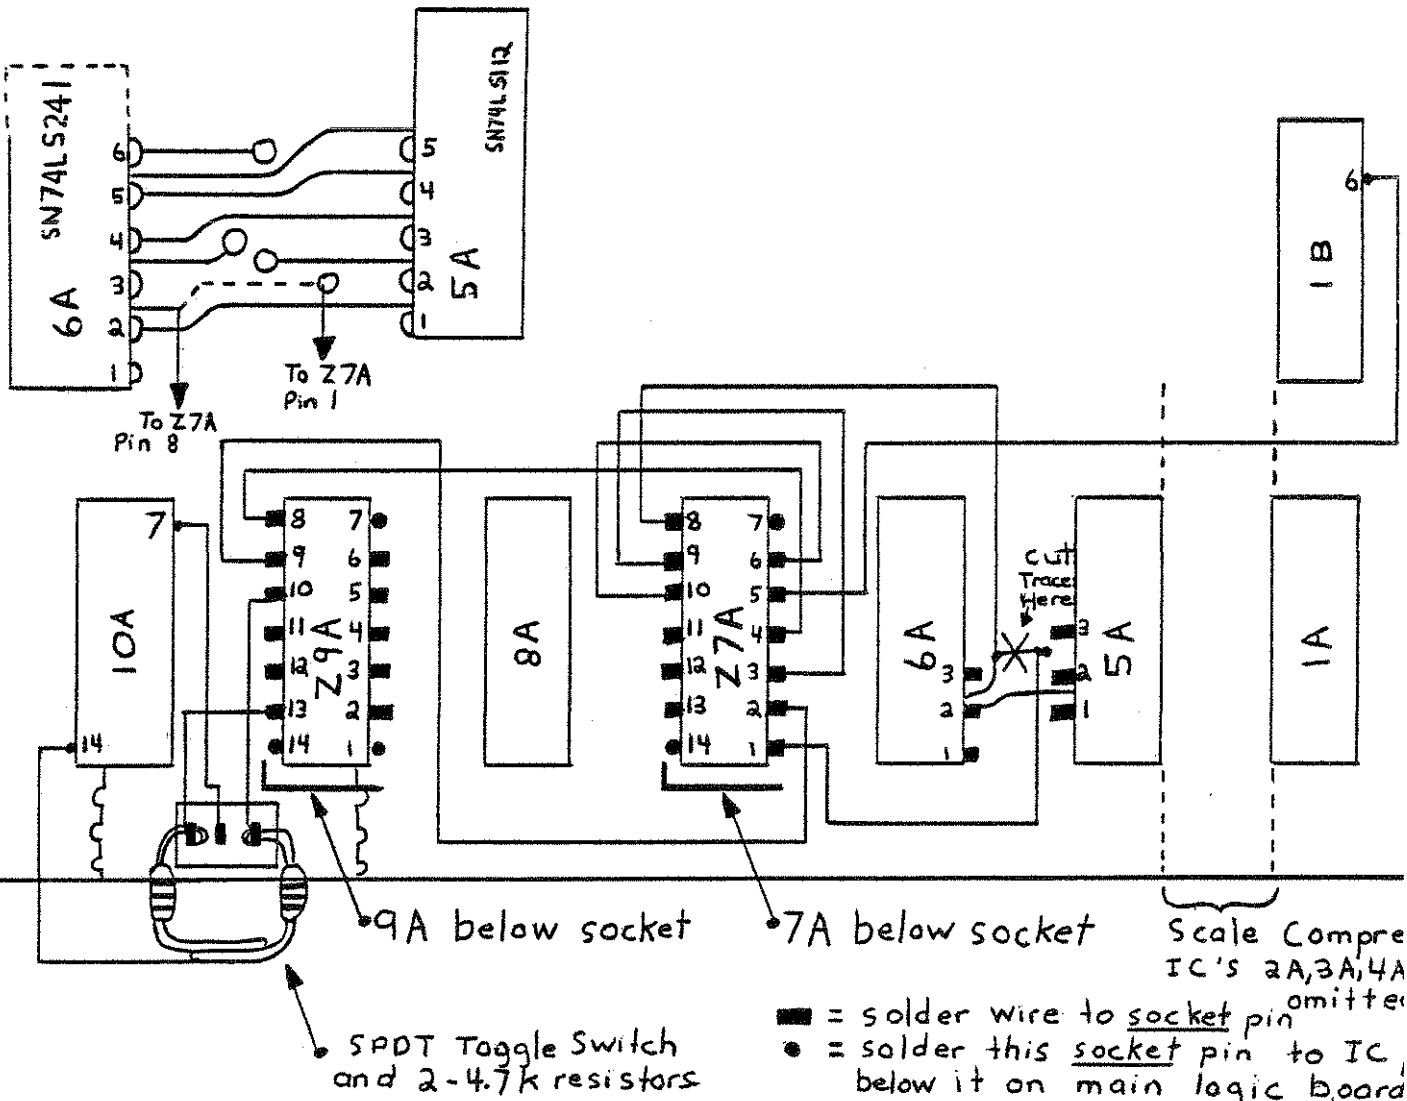 SN74LS241
6A
6
5
4
3
2
1
SN74LS112
5A
5
4
3
2
1
To Z7A
Pin 1
To Z7A
Pin 8
1B
6
10A
7
14
Z9A
8 7
9 6
10 5
11 4
12 3
13 2
14 1
8A
Z7A
8 7
9 6
10 5
11 4
12 3
13 2
14 1
6A
3
2
1
Cut
Trace
Here
5A
3
2
1
1A
9A below socket
7A below socket
Scale Compre
IC'S 2A,3A,4A
omitted
SPDT Toggle Switch
and 2-4.7k resistors
= solder wire to socket pin
= solder this socket pin to IC
below it on main logic board